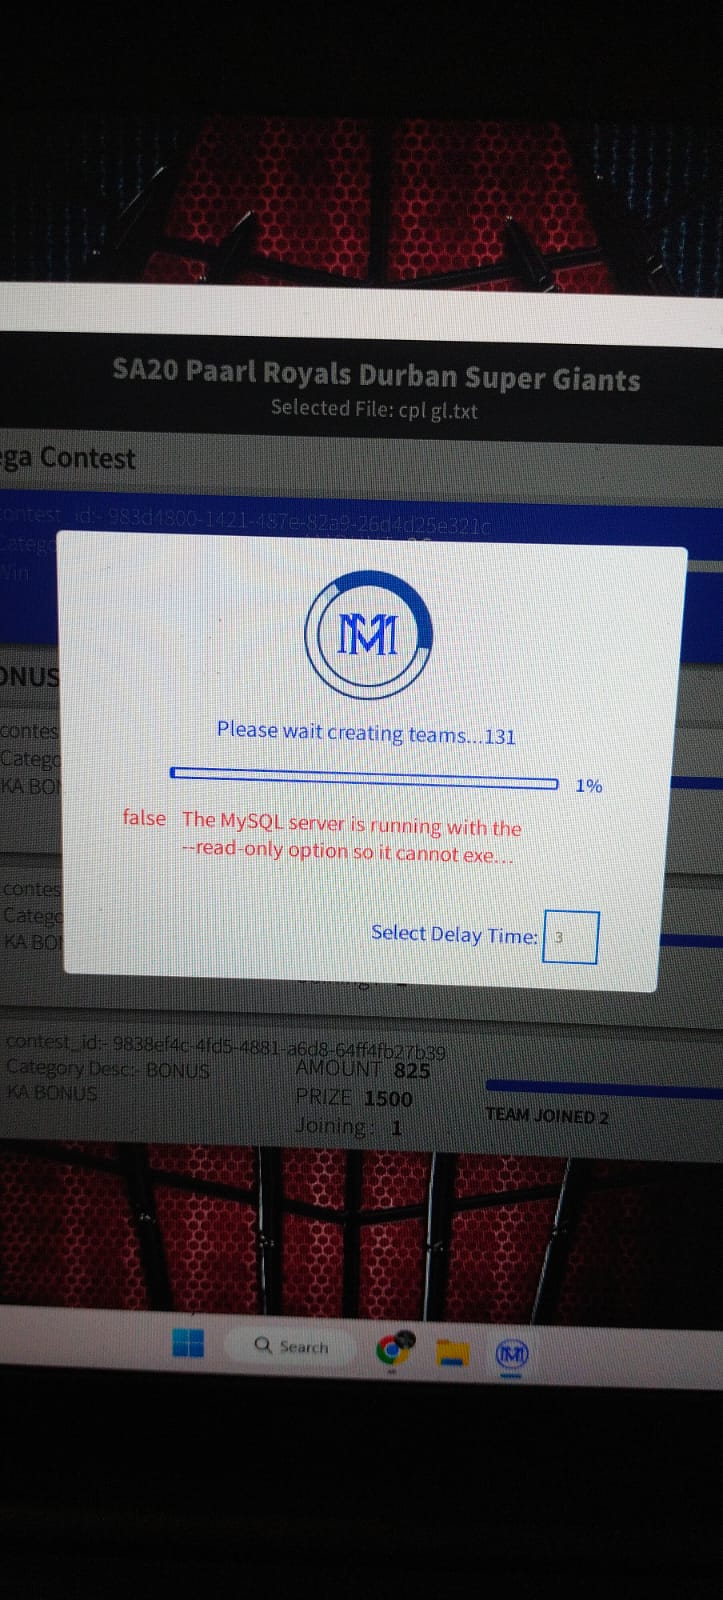 SA20 Paarl Royals Durban Super Giants
Selected File: cpl gl.txt
ega Contest
contest_id:- 983d4800-1421-487e-82a9-26d4d25e321c
Catego
Win
MM
Please wait creating teams...131
1%
false The MySQL server is running with the
--read-only option so it cannot exe...
Select Delay Time: 3
ONUS
contes
Catego
KA BO
contes
Catego
KA BO
contest_id:- 9838ef4c-4fd5-4881-a6d8-64ff4fb27b39
Category Desc:- BONUS
AMOUNT 825
KA BONUS
PRIZE 1500
Joining: 1
TEAM JOINED 2
Search
MM